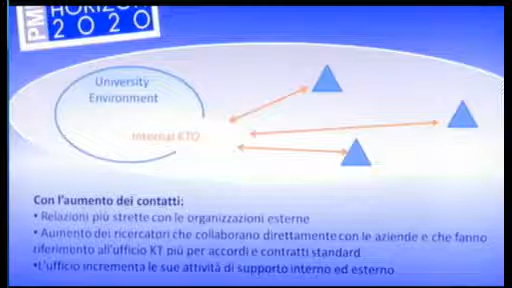 PMI
HORIZON
2020
University
Environment
Internal KTO
Con l'aumento dei contatti:
• Relazioni più strette con le organizzazioni esterne
• Aumento dei ricercatori che collaborano direttamente con le aziende e che fanno
riferimento all'ufficio KT più per accordi e contratti standard
•L'ufficio incrementa le sue attività di supporto interno ed esterno